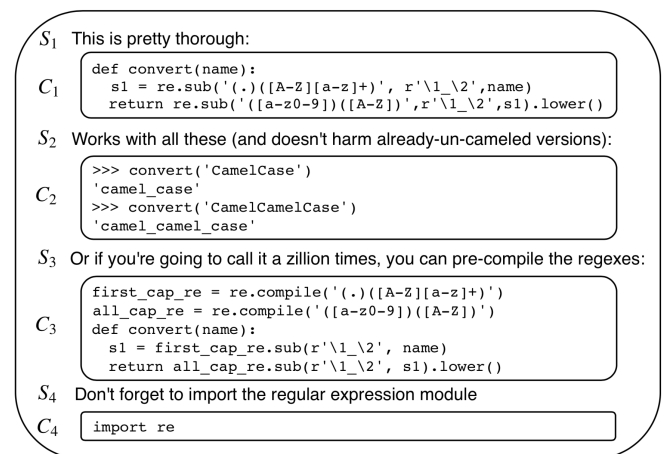 S1 This is pretty thorough:
C1
def convert(name):
  s1 = re.sub('(.)([A-Z][a-z]+)', r'\1_\2',name)
  return re.sub('([a-z0-9])([A-Z])',r'\1_\2',s1).lower()
S2 Works with all these (and doesn't harm already-un-cameled versions):
C2
>>> convert('CamelCase')
'camel_case'
>>> convert('CamelCamelCase')
'camel_camel_case'
S3 Or if you're going to call it a zillion times, you can pre-compile the regexes:
C3
first_cap_re = re.compile('(.)([A-Z][a-z]+)')
all_cap_re = re.compile('([a-z0-9])([A-Z])')
def convert(name):
  s1 = first_cap_re.sub(r'\1_\2', name)
  return all_cap_re.sub(r'\1_\2', s1).lower()
S4 Don't forget to import the regular expression module
C4 import re